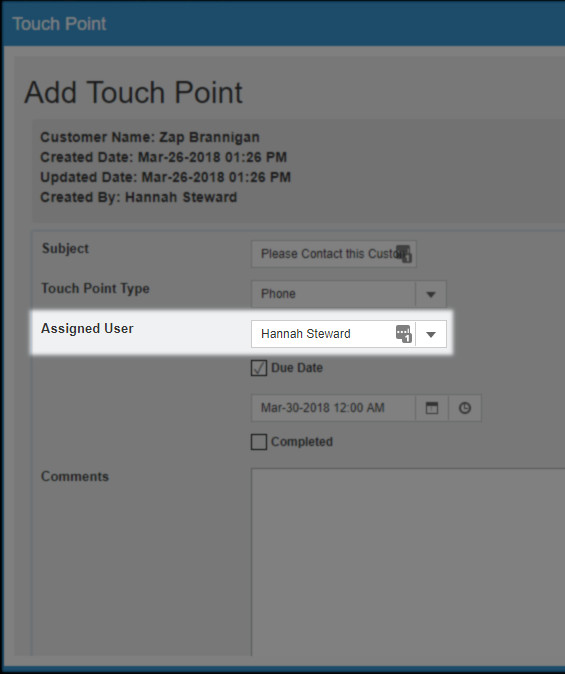 Touch Point
Add Touch Point
Customer Name: Zap Brannigan
Created Date: Mar-26-2018 01:26 PM
Updated Date: Mar-26-2018 01:26 PM
Created By: Hannah Steward
Subject
Please Contact this Custo
1
Touch Point Type
Phone
Assigned User
Hannah Steward
1
Due Date
Mar-30-2018 12:00 AM
Completed
Comments